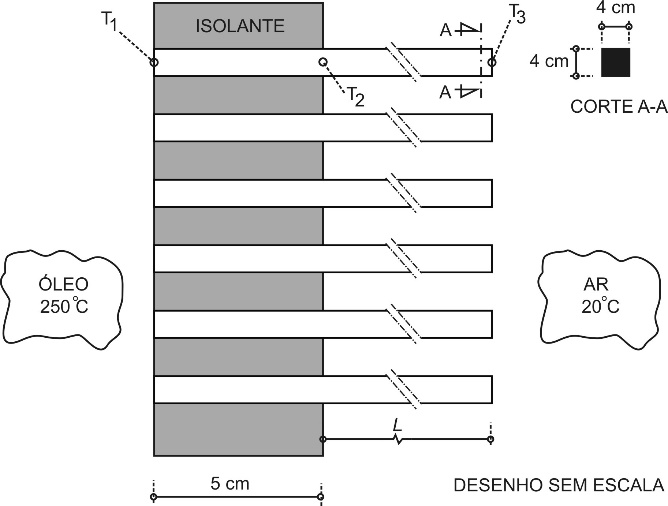 T1
ISOLANTE
A
T3
4 cm
4 cm
T2
A
CORTE A-A
ÓLEO
250°C
AR
20°C
L
5 cm
DESENHO SEM ESCALA